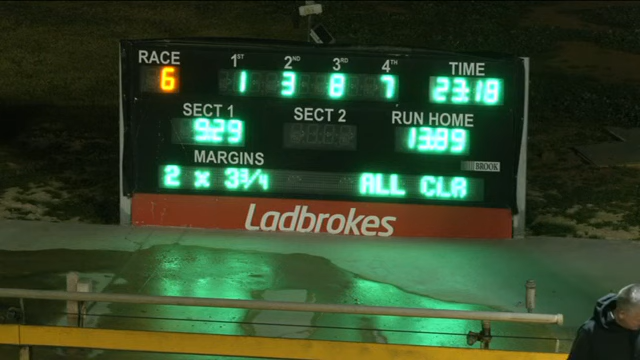 RACE 1ST 2ND 3RD 4TH TIME
6 1 3 8 7 23:18
SECT 1 SECT 2 RUN HOME
9.29 13.89
BROOK
MARGINS
2 x 3¾ ALL CLR
Ladbrokes